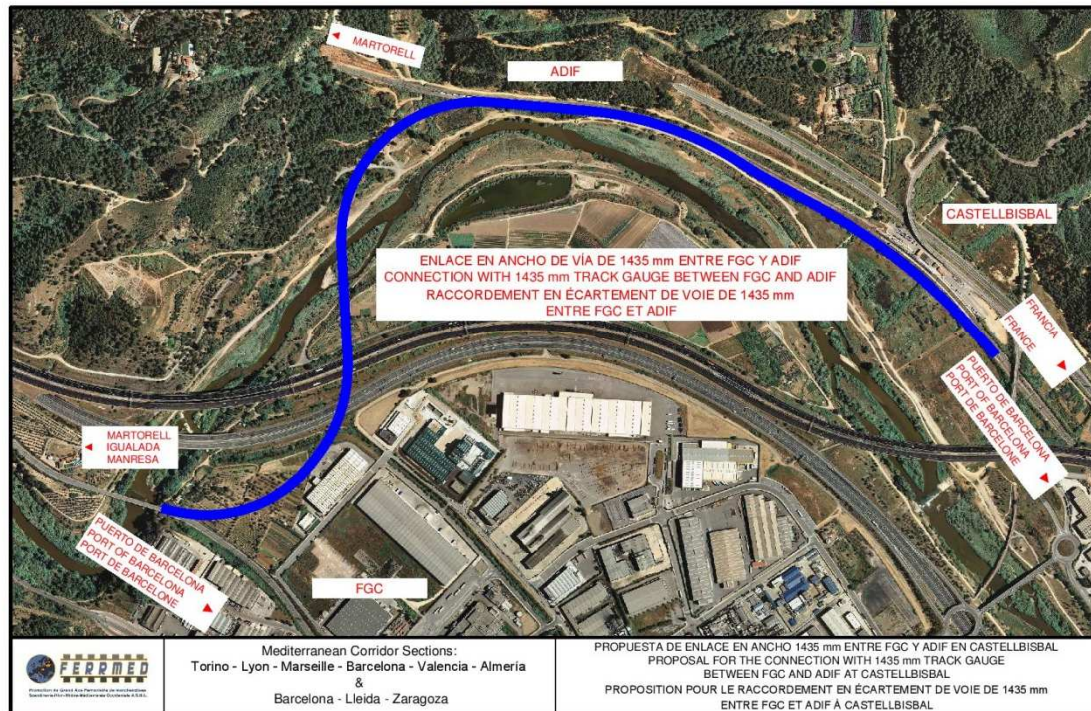 MARTORELL
ADIF
CASTELLBISBAL
ENLACE EN ANCHO DE VÍA DE 1435 mm ENTRE FGC Y ADIF
CONNECTION WITH 1435 mm TRACK GAUGE BETWEEN FGC AND ADIF
RACCORDEMENT EN ÉCARTEMENT DE VOIE DE 1435 mm
ENTRE FGC ET ADIF
FRANCIA
FRANCE
PUERTO DE BARCELONA
PORT OF BARCELONA
PORT DE BARCELONE
MARTORELL
IGUALADA
MANRESA
PUERTO DE BARCELONA
PORT OF BARCELONA
PORT DE BARCELONE
FGC
FERRMED
Mediterranean Corridor Sections:
Torino - Lyon - Marseille - Barcelona - Valencia - Almería
&
Barcelona - Lleida - Zaragoza
PROPUESTA DE ENLACE EN ANCHO 1435 mm ENTRE FGC Y ADIF EN CASTELLBISBAL
PROPOSAL FOR THE CONNECTION WITH 1435 mm TRACK GAUGE
BETWEEN FGC AND ADIF AT CASTELLBISBAL
PROPOSITION POUR LE RACCORDEMENT EN ÉCARTEMENT DE VOIE DE 1435 mm
ENTRE FGC ET ADIF À CASTELLBISBAL